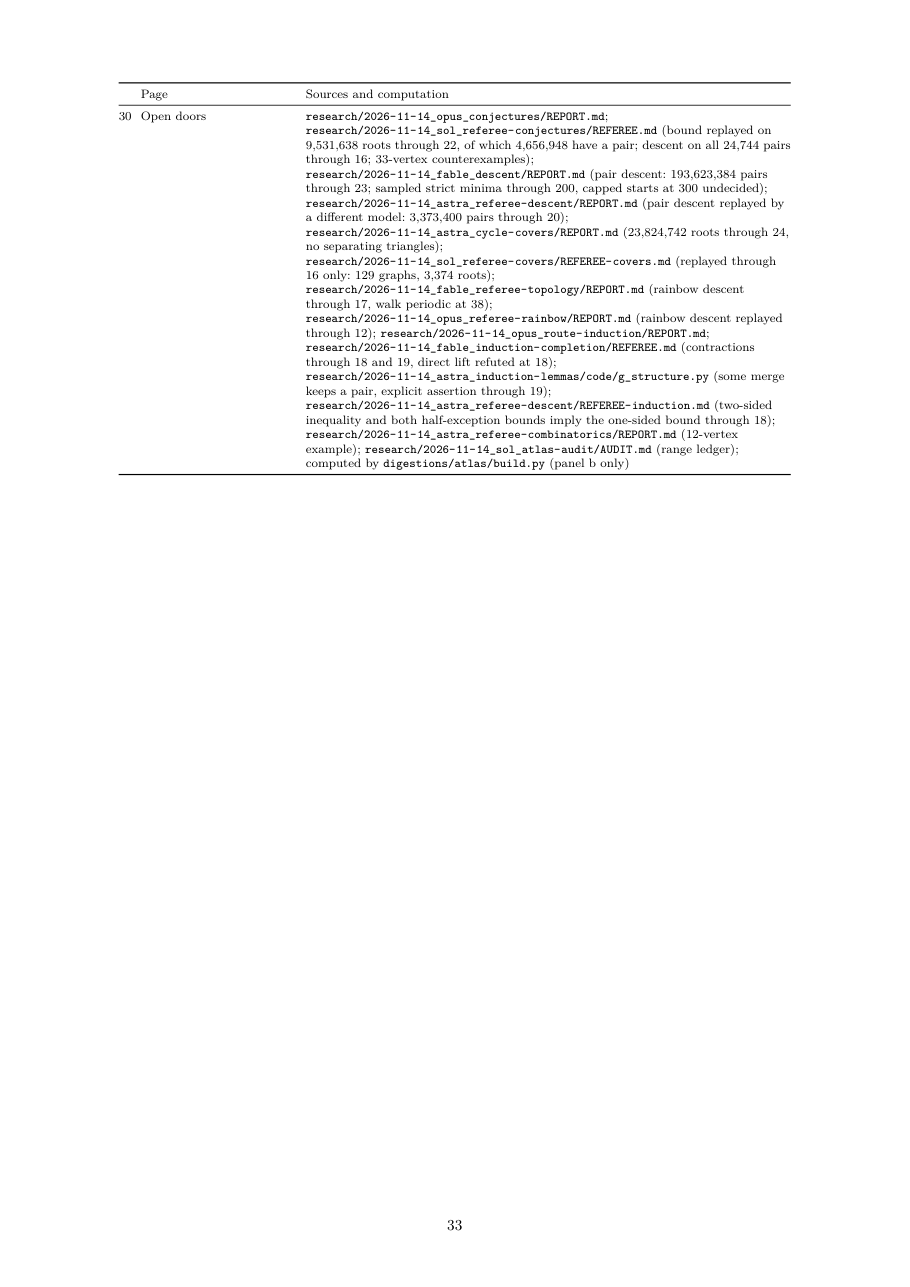 Page Sources and computation
30 Open doors research/2026-11-14_opus_conjectures/REPORT.md;
research/2026-11-14_sol_referee-conjectures/REFEREE.md (bound replayed on
9,531,638 roots through 22, of which 4,656,948 have a pair; descent on all 24,744 pairs
through 16; 33-vertex counterexamples);
research/2026-11-14_fable_descent/REPORT.md (pair descent: 193,623,384 pairs
through 23; sampled strict minima through 200, capped starts at 300 undecided);
research/2026-11-14_astra_referee-descent/REPORT.md (pair descent replayed by
a different model: 3,373,400 pairs through 20);
research/2026-11-14_astra_cycle-covers/REPORT.md (23,824,742 roots through 24,
no separating triangles);
research/2026-11-14_sol_referee-covers/REFEREE-covers.md (replayed through
16 only: 129 graphs, 3,374 roots);
research/2026-11-14_fable_referee-topology/REPORT.md (rainbow descent
through 17, walk periodic at 38);
research/2026-11-14_opus_referee-rainbow/REPORT.md (rainbow descent replayed
through 12); research/2026-11-14_opus_route-induction/REPORT.md;
research/2026-11-14_fable_induction-completion/REFEREE.md (contractions
through 18 and 19, direct lift refuted at 18);
research/2026-11-14_astra_induction-lemmas/code/g_structure.py (some merge
keeps a pair, explicit assertion through 19);
research/2026-11-14_astra_referee-descent/REFEREE-induction.md (two-sided
inequality and both half-exception bounds imply the one-sided bound through 18);
research/2026-11-14_astra_referee-combinatorics/REPORT.md (12-vertex
example); research/2026-11-14_sol_atlas-audit/AUDIT.md (range ledger);
computed by digestions/atlas/build.py (panel b only)
33